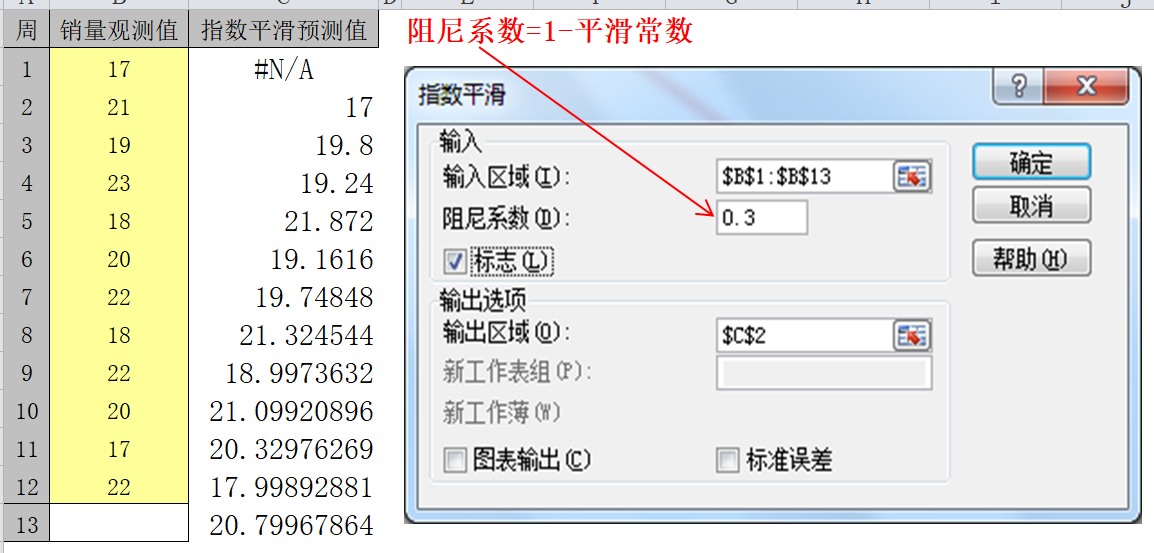 周 销量观测值 指数平滑预测值
1 17 #N/A
2 21 17
3 19 19.8
4 23 19.24
5 18 21.872
6 20 19.1616
7 22 19.74848
8 18 21.324544
9 22 18.9973632
10 20 21.09920896
11 17 20.32976269
12 22 17.99892881
13 20.79967864
阻尼系数=1-平滑常数
指数平滑
输入
输入区域(I): $B$1:$B$13
阻尼系数(D): 0.3
标志(L)
输出选项
输出区域(O): $C$2
新工作表组(P):
新工作薄(W)
图表输出(C) 标准误差
确定
取消
帮助(H)